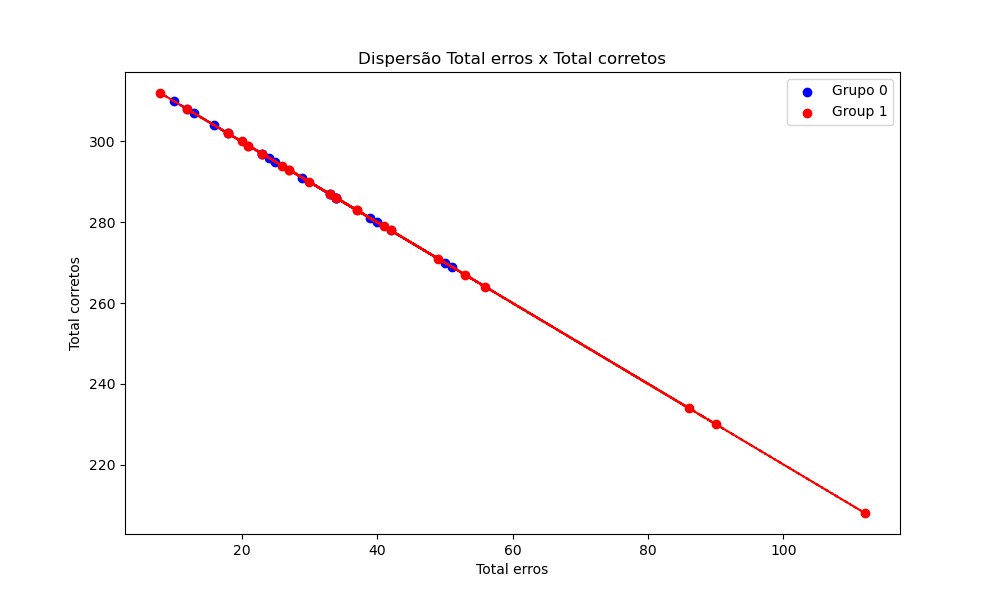 Dispersão Total erros x Total corretos
Grupo 0
Group 1
300
280
260
240
220
Total corretos
20
40
60
80
100
Total erros